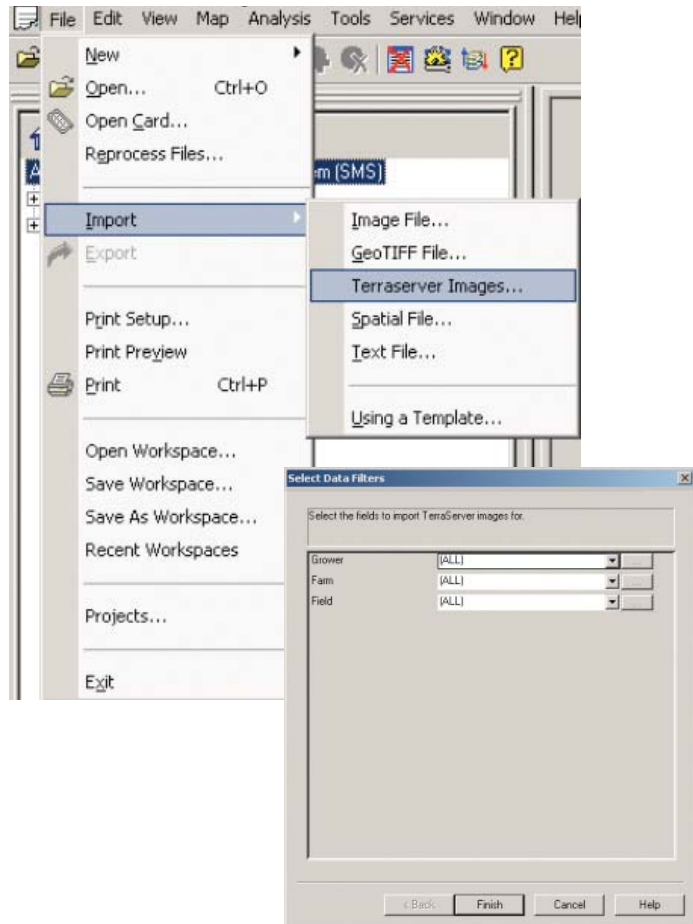 File Edit View Map Analysis Tools Services Window Hel
New
Open... Ctrl+O
Open Card...
Reprocess Files...
em (SMS)
Import
Export
Image File...
GeoTIFF File...
Terraserver Images...
Spatial File...
Text File...
Using a Template...
Print Setup...
Print Preview
Print Ctrl+P
Open Workspace...
Save Workspace...
Save As Workspace...
Recent Workspaces
Projects...
Exit
Select Data Filters
Select the fields to import TerraServer images for.
Grower (ALL) ...
Farm (ALL) ...
Field (ALL) ...
< Back Finish Cancel Help